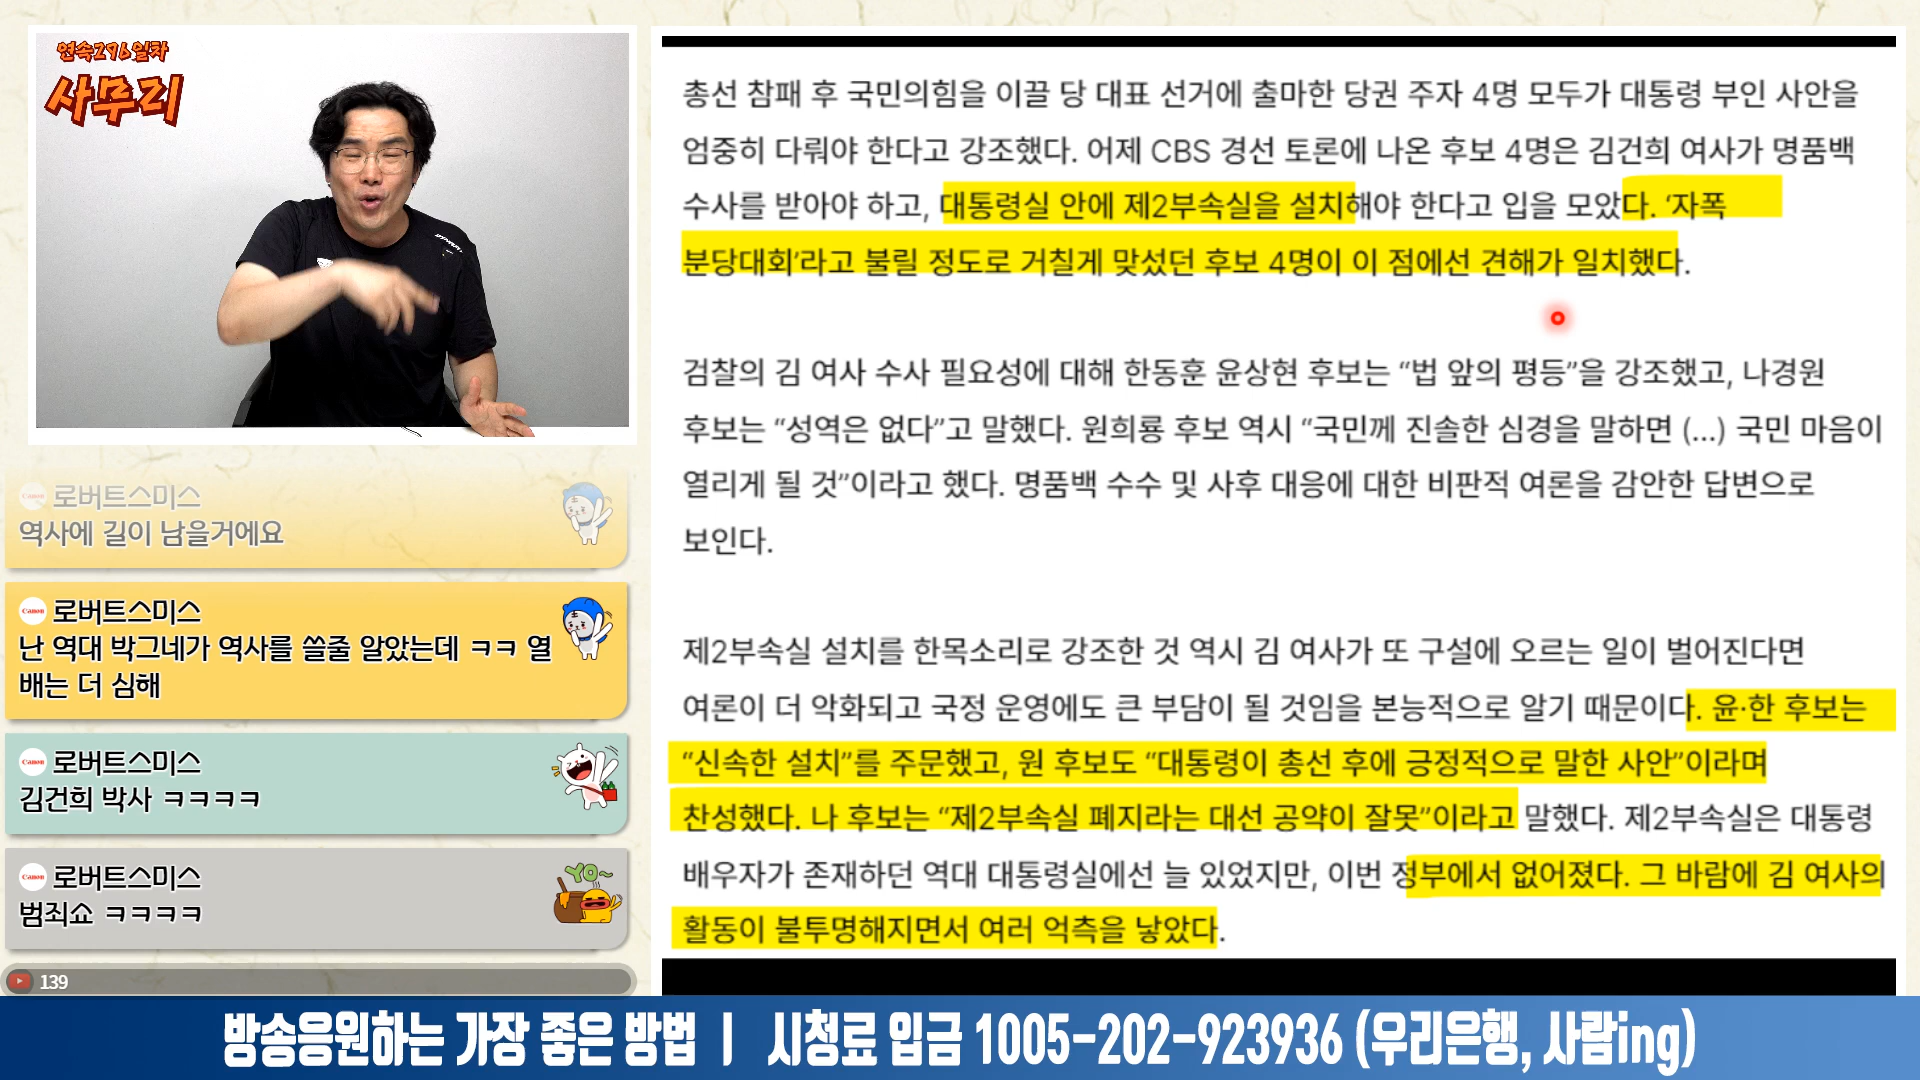 연속276일차
사무리
총선 참패 후 국민의힘을 이끌 당 대표 선거에 출마한 당권 주자 4명 모두가 대통령 부인 사안을
엄중히 다뤄야 한다고 강조했다. 어제 CBS 경선 토론에 나온 후보 4명은 김건희 여사가 명품백
수사를 받아야 하고, 대통령실 안에 제2부속실을 설치해야 한다고 입을 모았다. ‘자폭
분당대회’라고 불릴 정도로 거칠게 맞섰던 후보 4명이 이 점에선 견해가 일치했다.
검찰의 김 여사 수사 필요성에 대해 한동훈 윤상현 후보는 “법 앞의 평등”을 강조했고, 나경원
후보는 “성역은 없다”고 말했다. 원희룡 후보 역시 “국민께 진솔한 심경을 말하면 (...) 국민 마음이
열리게 될 것”이라고 했다. 명품백 수수 및 사후 대응에 대한 비판적 여론을 감안한 답변으로
보인다.
제2부속실 설치를 한목소리로 강조한 것 역시 김 여사가 또 구설에 오르는 일이 벌어진다면
여론이 더 악화되고 국정 운영에도 큰 부담이 될 것임을 본능적으로 알기 때문이다. 윤·한 후보는
“신속한 설치”를 주문했고, 원 후보도 “대통령이 총선 후에 긍정적으로 말한 사안”이라며
찬성했다. 나 후보는 “제2부속실 폐지라는 대선 공약이 잘못”이라고 말했다. 제2부속실은 대통령
배우자가 존재하던 역대 대통령실에선 늘 있었지만, 이번 정부에서 없어졌다. 그 바람에 김 여사의
활동이 불투명해지면서 여러 억측을 낳았다.
Canon 로버트스미스
역사에 길이 남을거에요
Canon 로버트스미스
난 역대 박그네가 역사를 쓸줄 알았는데 ㅋㅋ 열
배는 더 심해
Canon 로버트스미스
김건희 박사 ㅋㅋㅋㅋ
Canon 로버트스미스
범죄쇼 ㅋㅋㅋㅋ
YO~
139
방송응원하는 가장 좋은 방법 ㅣ 시청료 입금 1005-202-923936 (우리은행, 사람ing)